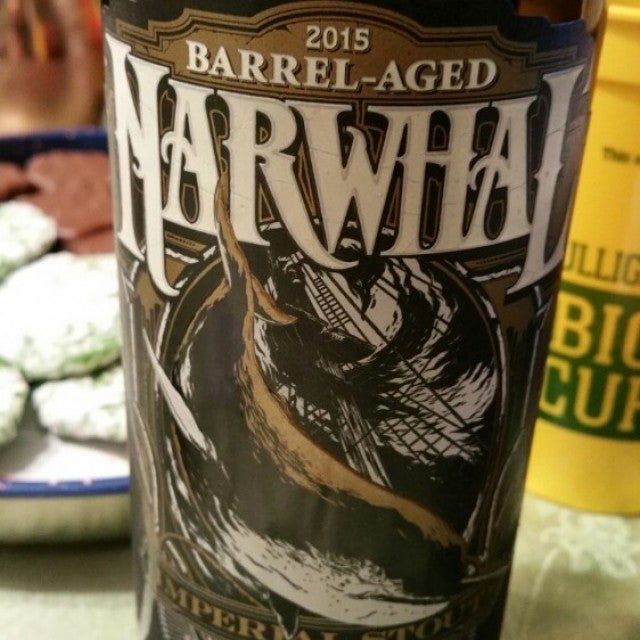 2015
BARREL-AGED
NARWHAL
IMPERIAL STOUT
BIG
CUP